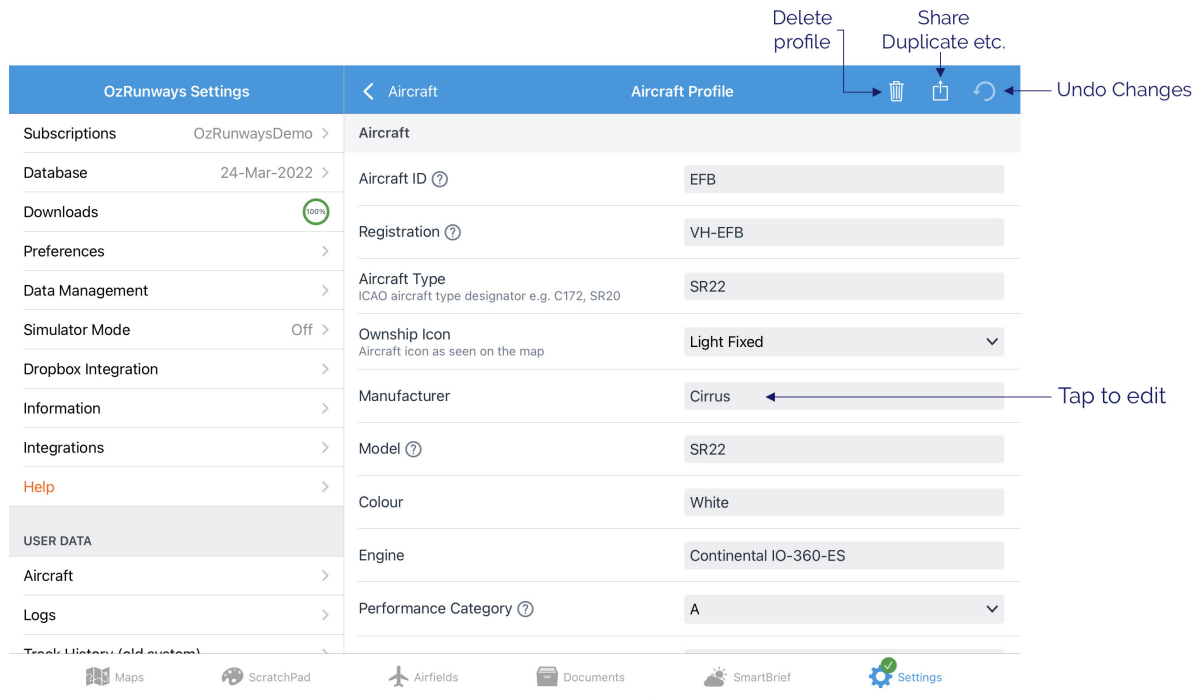 Delete
profile
Share
Duplicate etc.
Undo Changes
OzRunways Settings
Aircraft
Aircraft Profile
Subscriptions OzRunwaysDemo
Database 24-Mar-2022
Downloads 100%
Preferences
Data Management
Simulator Mode Off
Dropbox Integration
Information
Integrations
Help
USER DATA
Aircraft
Logs
Track History (old system)
Aircraft
Aircraft ID ? EFB
Registration ? VH-EFB
Aircraft Type SR22
ICAO aircraft type designator e.g. C172, SR20
Ownship Icon Light Fixed
Aircraft icon as seen on the map
Manufacturer Cirrus
Tap to edit
Model ? SR22
Colour White
Engine Continental IO-360-ES
Performance Category ? A
Maps ScratchPad Airfields Documents SmartBrief Settings